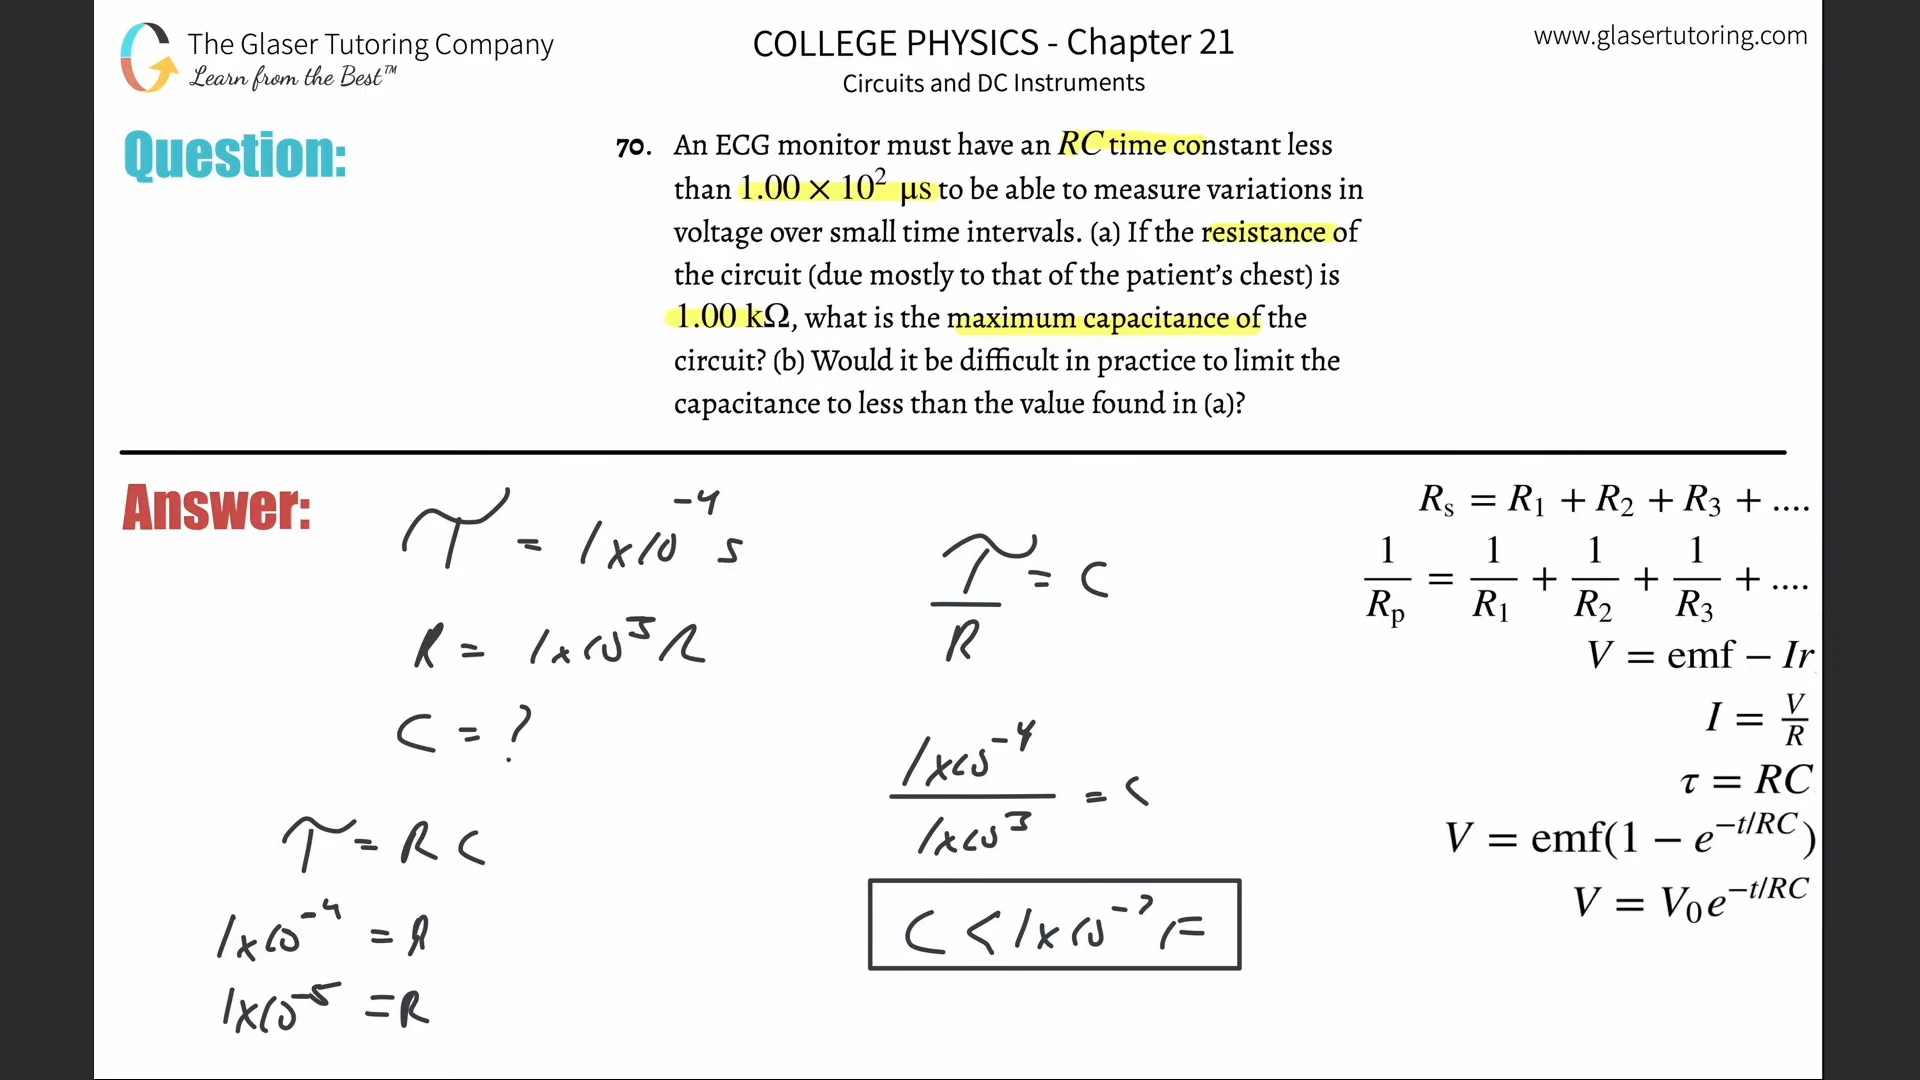 The Glaser Tutoring Company
Learn from the Best™
COLLEGE PHYSICS - Chapter 21
Circuits and DC Instruments
www.glasertutoring.com
Question:
70. An ECG monitor must have an RC time constant less
than 1.00 × 10² μs to be able to measure variations in
voltage over small time intervals. (a) If the resistance of
the circuit (due mostly to that of the patient’s chest) is
1.00 kΩ, what is the maximum capacitance of the
circuit? (b) Would it be difficult in practice to limit the
capacitance to less than the value found in (a)?
Answer:
τ = 1x10⁻⁴ s
R = 1x10³ Ω
C = ?
τ = R C
1x10⁻⁴ = R
1x10⁻⁵ = R
τ/R = C
1x10⁻⁴/1x10³ = C
C < 1x10⁻⁷ F
Rs = R1 + R2 + R3 + ....
1/Rp = 1/R1 + 1/R2 + 1/R3 + ....
V = emf − Ir
I = V/R
τ = RC
V = emf(1 − e^−t/RC)
V = V0e^−t/RC